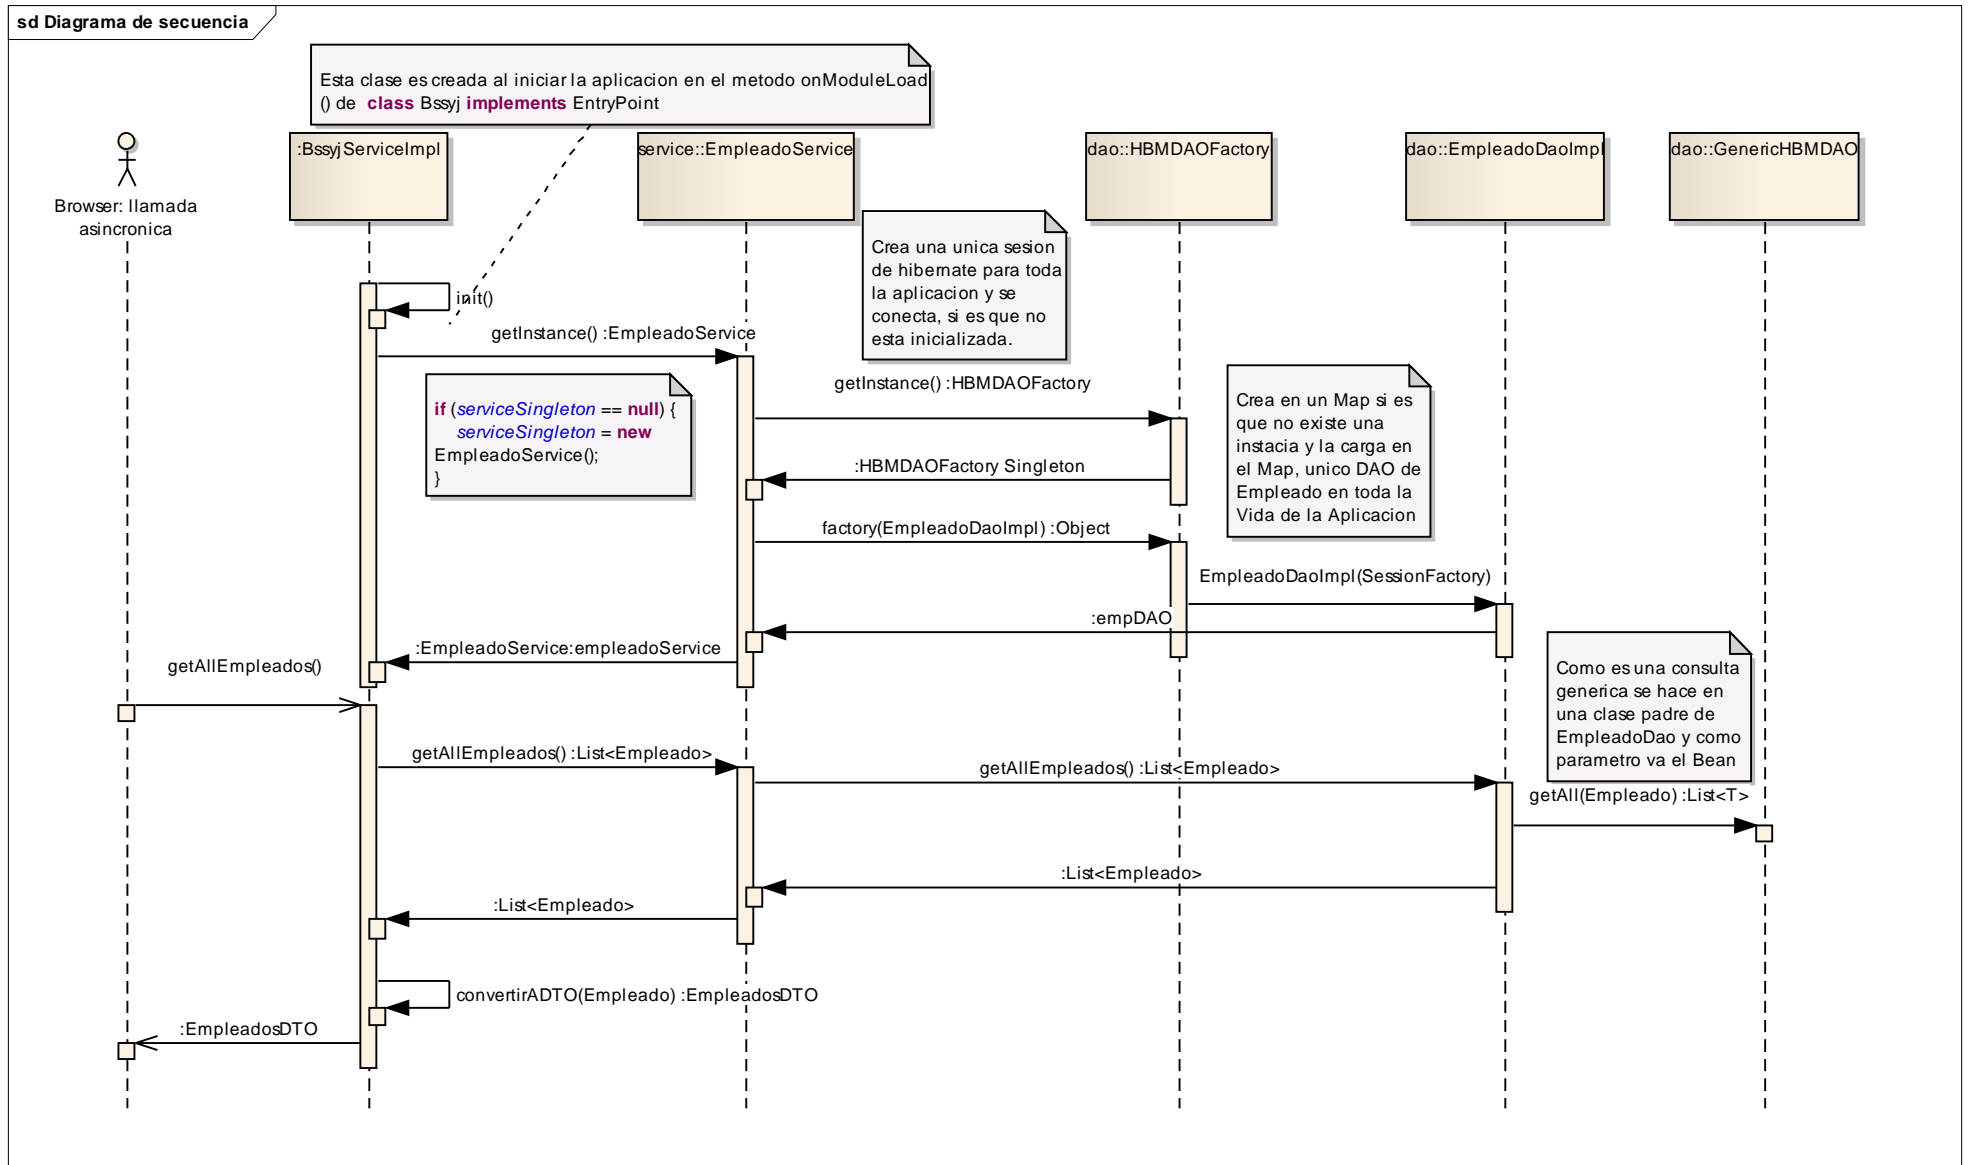 sd Diagrama de secuencia
Esta clase es creada al iniciar la aplicacion en el metodo onModuleLoad
() de class Bssyj implements EntryPoint
Browser: llamada
asincronica
:BssyjServiceImpl
service::EmpleadoService
dao::HBMDAOFactory
dao::EmpleadoDaoImpl
dao::GenericHBMDAO
Crea una unica sesion
de hibernate para toda
la aplicacion y se
conecta, si es que no
esta inicializada.
init()
getInstance() :EmpleadoService
if (serviceSingleton == null) {
serviceSingleton = new
EmpleadoService();
}
getInstance() :HBMDAOFactory
Crea en un Map si es
que no existe una
instacia y la carga en
el Map, unico DAO de
Empleado en toda la
Vida de la Aplicacion
:HBMDAOFactory Singleton
factory(EmpleadoDaoImpl) :Object
EmpleadoDaoImpl(SessionFactory)
:empDAO
:EmpleadoService:empleadoService
getAllEmpleados()
Como es una consulta
generica se hace en
una clase padre de
EmpleadoDao y como
parametro va el Bean
getAllEmpleados() :List<Empleado>
getAllEmpleados() :List<Empleado>
getAll(Empleado) :List<T>
:List<Empleado>
:List<Empleado>
convertirADTO(Empleado) :EmpleadosDTO
:EmpleadosDTO